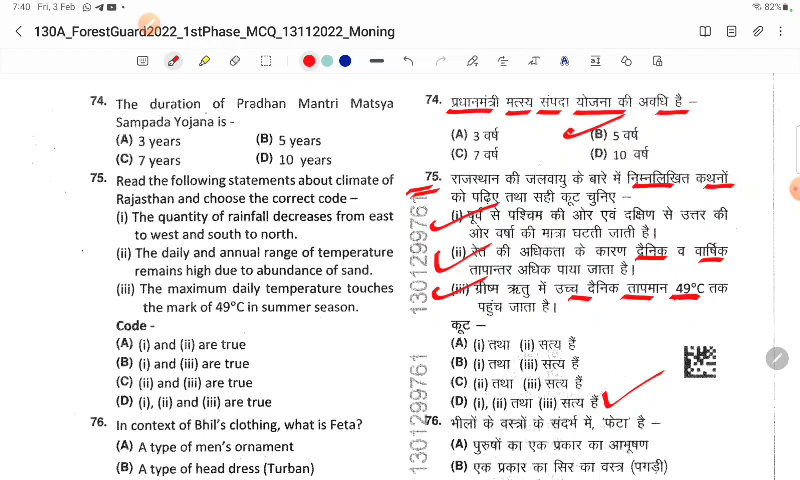 7:40 Fri, 3 Feb
82%
130A_ForestGuard2022_1stPhase_MCQ_13112022_Moning
74. The duration of Pradhan Mantri Matsya
Sampada Yojana is -
(A) 3 years (B) 5 years
(C) 7 years (D) 10 years
75. Read the following statements about climate of
Rajasthan and choose the correct code –
(i) The quantity of rainfall decreases from east
to west and south to north.
(ii) The daily and annual range of temperature
remains high due to abundance of sand.
(iii) The maximum daily temperature touches
the mark of 49°C in summer season.
Code -
(A) (i) and (ii) are true
(B) (i) and (iii) are true
(C) (ii) and (iii) are true
(D) (i), (ii) and (iii) are true
76. In context of Bhil's clothing, what is Feta?
(A) A type of men's ornament
(B) A type of head dress (Turban)
1301299761
1301299761
74. प्रधानमंत्री मत्स्य संपदा योजना की अवधि है –
(A) 3 वर्ष (B) 5 वर्ष
(C) 7 वर्ष (D) 10 वर्ष
75. राजस्थान की जलवायु के बारे में निम्नलिखित कथनों
को पढ़िए तथा सही कूट चुनिए –
(i) पूर्व से पश्चिम की ओर एवं दक्षिण से उत्तर की
ओर वर्षा की मात्रा घटती जाती है।
(ii) रेत की अधिकता के कारण दैनिक व वार्षिक
तापान्तर अधिक पाया जाता है।
(iii) ग्रीष्म ऋतु में उच्च दैनिक तापमान 49°C तक
पहुंच जाता है।
कूट –
(A) (i) तथा (ii) सत्य हैं
(B) (i) तथा (iii) सत्य हैं
(C) (ii) तथा (iii) सत्य हैं
(D) (i), (ii) तथा (iii) सत्य हैं
76. भीलों के वस्त्रों के संदर्भ में, 'फेटा' है –
(A) पुरुषों का एक प्रकार का आभूषण
(B) एक प्रकार का सिर का वस्त्र (पगड़ी)